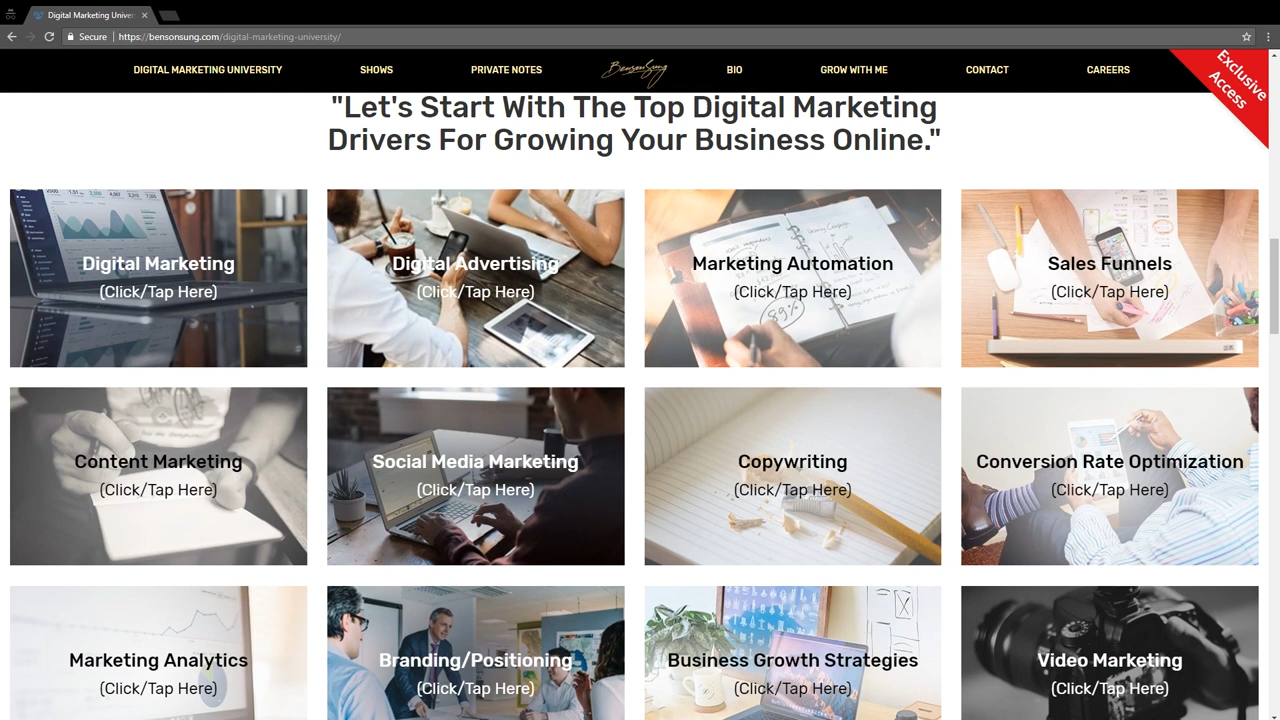 Digital Marketing Univer
Secure
https://bensonsung.com/digital-marketing-university/
DIGITAL MARKETING UNIVERSITY
SHOWS
PRIVATE NOTES
BensonSung
BIO
GROW WITH ME
CONTACT
CAREERS
Exclusive
Access
"Let's Start With The Top Digital Marketing
Drivers For Growing Your Business Online."
Digital Marketing
(Click/Tap Here)
Digital Advertising
(Click/Tap Here)
Marketing Automation
(Click/Tap Here)
89%
Sales Funnels
(Click/Tap Here)
Content Marketing
(Click/Tap Here)
Social Media Marketing
(Click/Tap Here)
Copywriting
(Click/Tap Here)
Conversion Rate Optimization
(Click/Tap Here)
Marketing Analytics
(Click/Tap Here)
Branding/Positioning
(Click/Tap Here)
Business Growth Strategies
(Click/Tap Here)
Video Marketing
(Click/Tap Here)